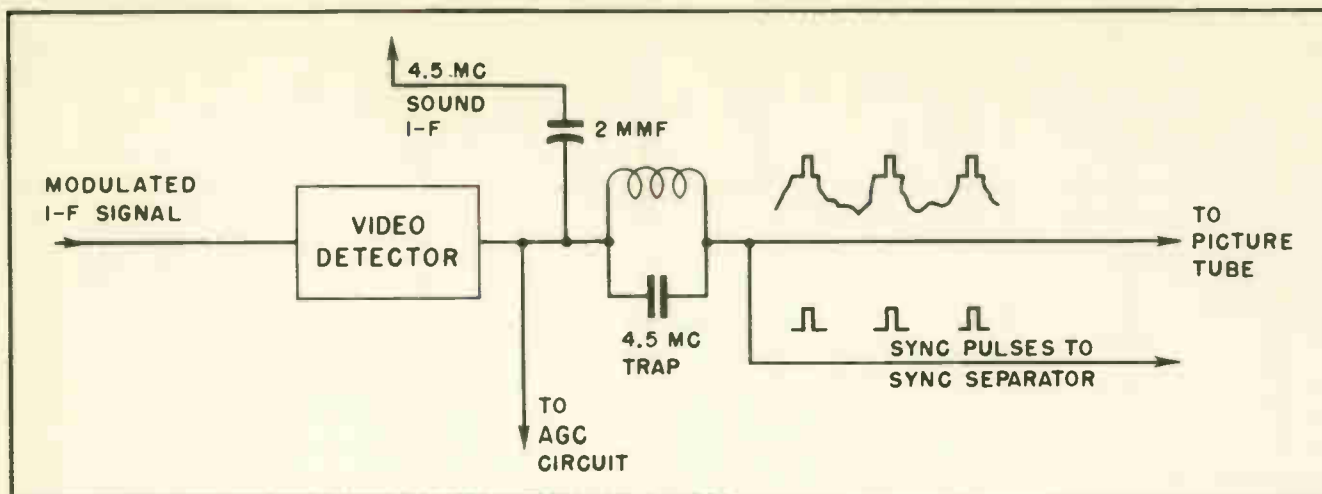 4.5 MC
SOUND
I-F
2 MMF
MODULATED
I-F SIGNAL
VIDEO
DETECTOR
TO
PICTURE
TUBE
4.5 MC
TRAP
SYNC PULSES TO
SYNC SEPARATOR
TO
AGC
CIRCUIT